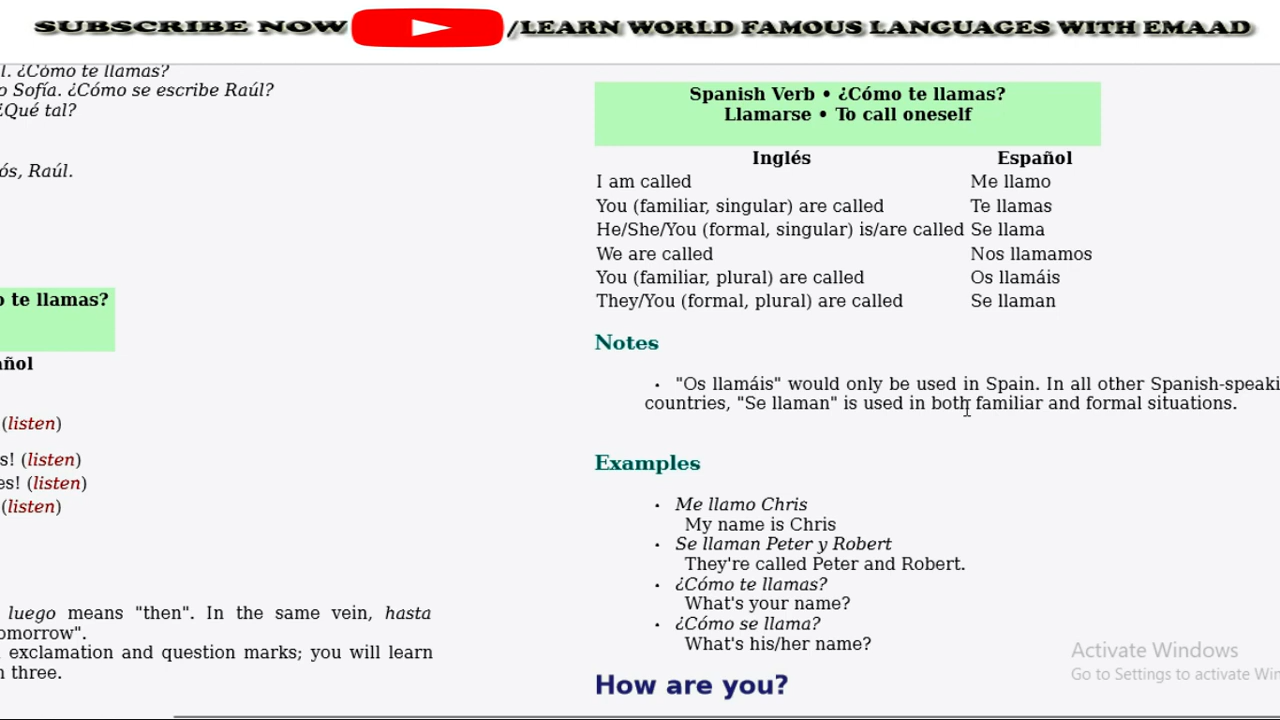 SUBSCRIBE NOW /LEARN WORLD FAMOUS LANGUAGES WITH EMAAD
l. ¿Cómo te llamas?
o Sofía. ¿Cómo se escribe Raúl?
¿Qué tal?
ós, Raúl.
o te llamas?
añol
(listen)
s! (listen)
es! (listen)
(listen)
luego means "then". In the same vein, hasta
omorrow".
exclamation and question marks; you will learn
n three.
Spanish Verb • ¿Cómo te llamas?
Llamarse • To call oneself
Inglés Español
I am called Me llamo
You (familiar, singular) are called Te llamas
He/She/You (formal, singular) is/are called Se llama
We are called Nos llamamos
You (familiar, plural) are called Os llamáis
They/You (formal, plural) are called Se llaman
Notes
• "Os llamáis" would only be used in Spain. In all other Spanish-speaki
countries, "Se llaman" is used in both familiar and formal situations.
Examples
• Me llamo Chris
My name is Chris
• Se llaman Peter y Robert
They're called Peter and Robert.
• ¿Cómo te llamas?
What's your name?
• ¿Cómo se llama?
What's his/her name?
How are you?
Activate Windows
Go to Settings to activate Win